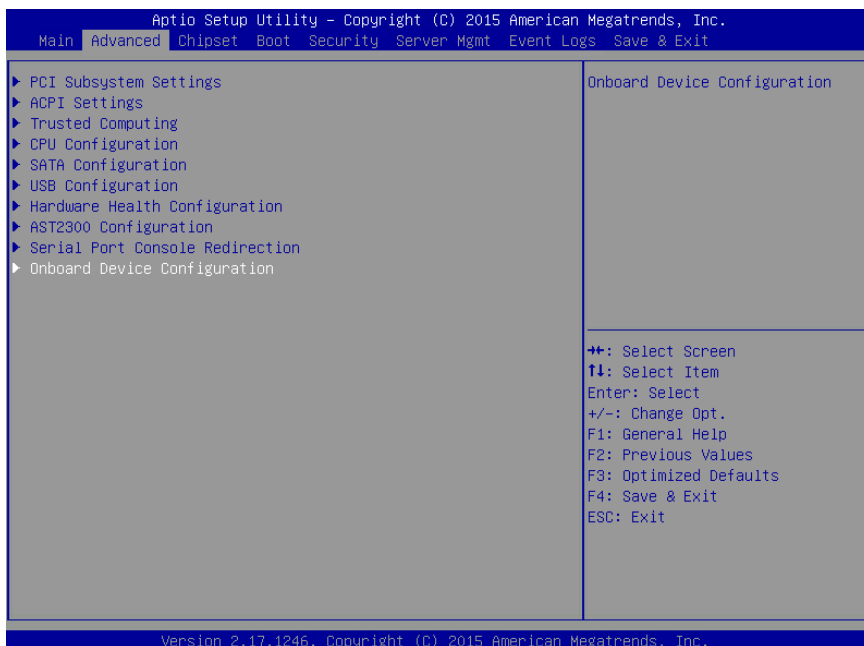 Aptio Setup Utility – Copyright (C) 2015 American Megatrends, Inc.
Main Advanced Chipset Boot Security Server Mgmt Event Logs Save & Exit
PCI Subsystem Settings
ACPI Settings
Trusted Computing
CPU Configuration
SATA Configuration
USB Configuration
Hardware Health Configuration
AST2300 Configuration
Serial Port Console Redirection
Onboard Device Configuration
Onboard Device Configuration
→←: Select Screen
↑↓: Select Item
Enter: Select
+/-: Change Opt.
F1: General Help
F2: Previous Values
F3: Optimized Defaults
F4: Save & Exit
ESC: Exit
Version 2.17.1246. Copyright (C) 2015 American Megatrends, Inc.